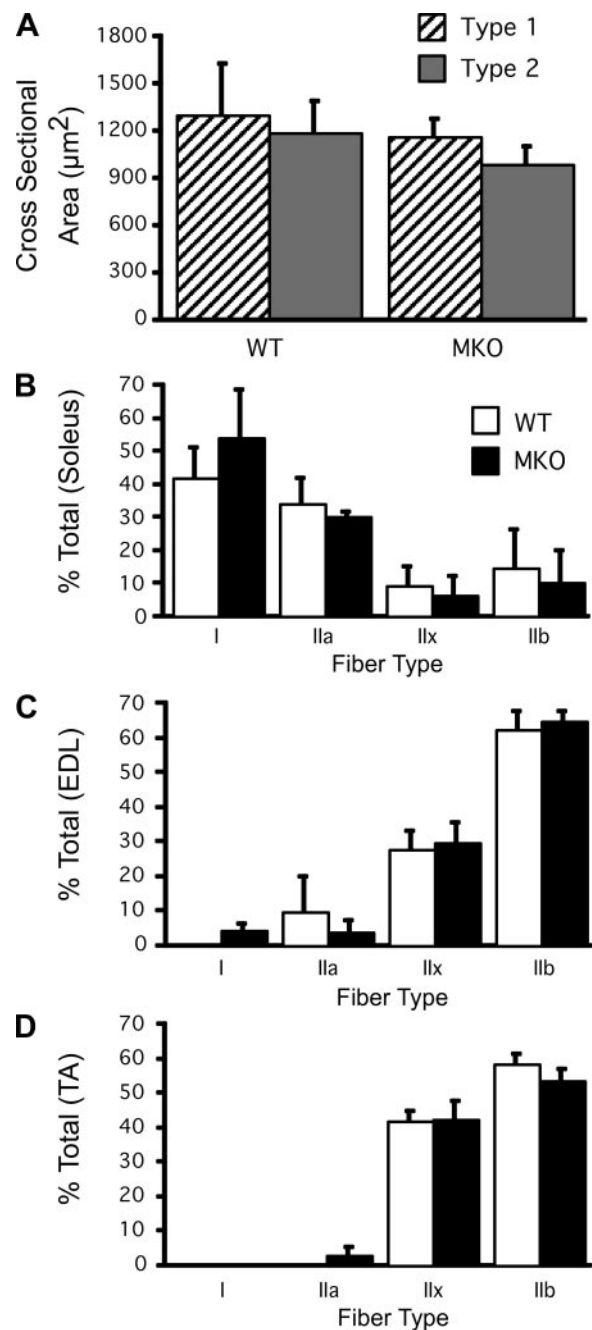 A
Cross Sectional
Area (µm²)
1800
1500
1200
900
600
300
0
Type 1
Type 2
WT
MKO
B
% Total (Soleus)
70
60
50
40
30
20
10
0
WT
MKO
I
IIa
IIx
IIb
Fiber Type
C
% Total (EDL)
70
60
50
40
30
20
10
0
I
IIa
IIx
IIb
Fiber Type
D
% Total (TA)
70
60
50
40
30
20
10
0
I
IIa
IIx
IIb
Fiber Type